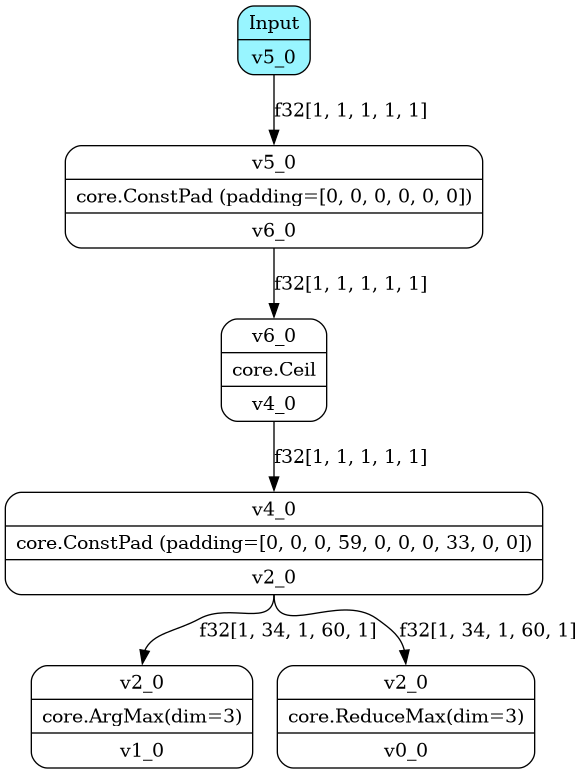 Input
v5_0
f32[1, 1, 1, 1, 1]
v5_0
core.ConstPad (padding=[0, 0, 0, 0, 0, 0])
v6_0
f32[1, 1, 1, 1, 1]
v6_0
core.Ceil
v4_0
f32[1, 1, 1, 1, 1]
v4_0
core.ConstPad (padding=[0, 0, 0, 59, 0, 0, 0, 33, 0, 0])
v2_0
f32[1, 34, 1, 60, 1]
f32[1, 34, 1, 60, 1]
v2_0
core.ArgMax(dim=3)
v1_0
v2_0
core.ReduceMax(dim=3)
v0_0